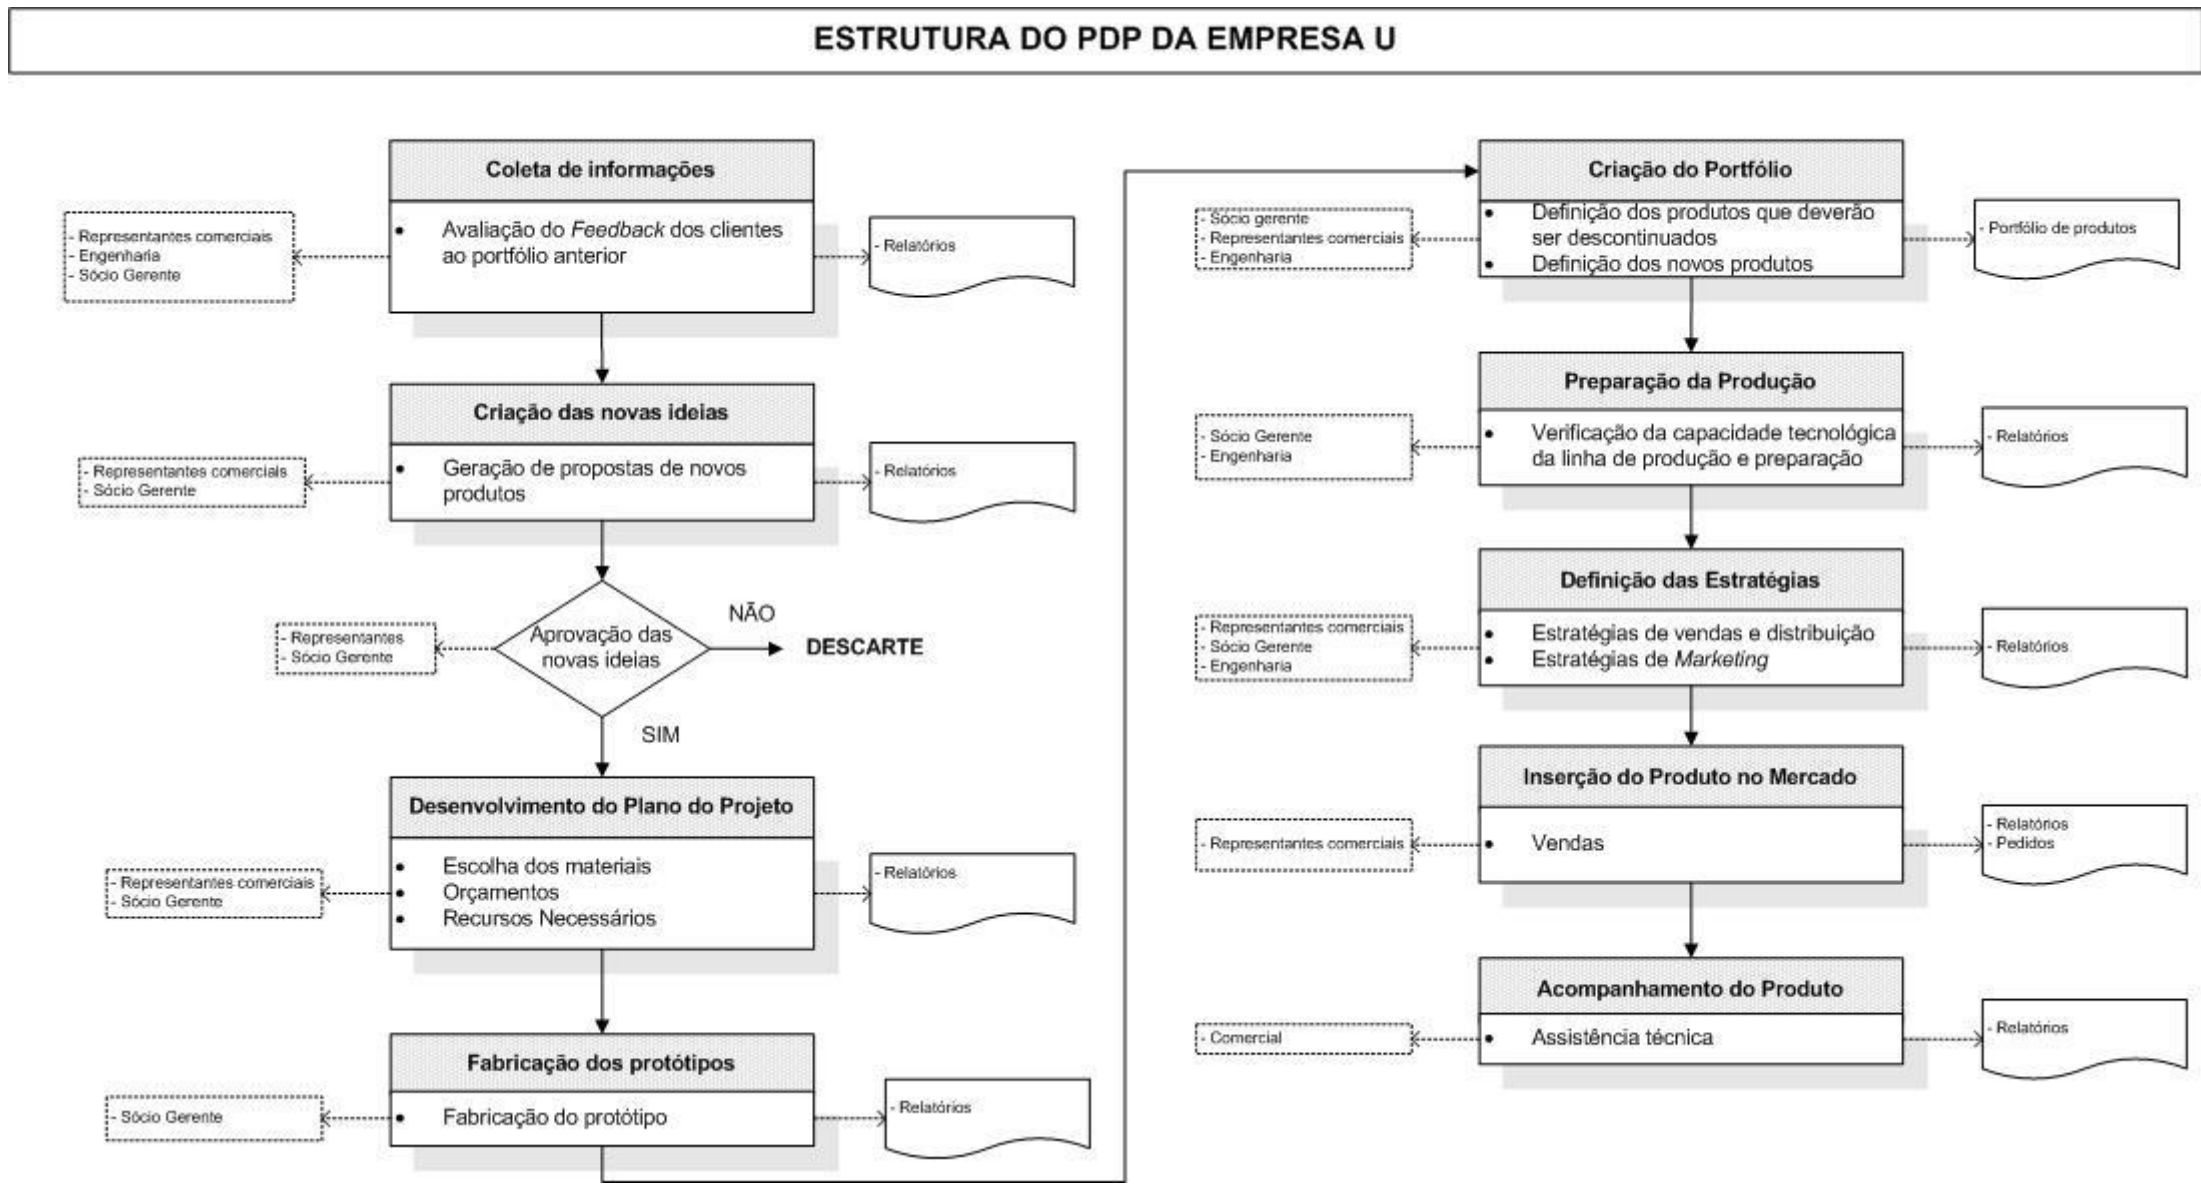 ESTRUTURA DO PDP DA EMPRESA U
Coleta de informações
- Representantes comerciais
- Engenharia
- Sócio Gerente
• Avaliação do Feedback dos clientes
ao portfólio anterior
- Relatórios
Criação das novas ideias
- Representantes comerciais
- Sócio Gerente
• Geração de propostas de novos
produtos
- Relatórios
- Representantes
- Sócio Gerente
Aprovação das
novas ideias
NÃO
DESCARTE
SIM
Desenvolvimento do Plano do Projeto
- Representantes comerciais
- Sócio Gerente
• Escolha dos materiais
• Orçamentos
• Recursos Necessários
- Relatórios
Fabricação dos protótipos
- Sócio Gerente
• Fabricação do protótipo
- Relatórios
Criação do Portfólio
- Sócio gerente
- Representantes comerciais
- Engenharia
• Definição dos produtos que deverão
ser descontinuados
• Definição dos novos produtos
- Portfólio de produtos
Preparação da Produção
- Sócio Gerente
- Engenharia
• Verificação da capacidade tecnológica
da linha de produção e preparação
- Relatórios
Definição das Estratégias
- Representantes comerciais
- Sócio Gerente
- Engenharia
• Estratégias de vendas e distribuição
• Estratégias de Marketing
- Relatórios
Inserção do Produto no Mercado
- Representantes comerciais
• Vendas
- Relatórios
- Pedidos
Acompanhamento do Produto
- Comercial
• Assistência técnica
- Relatórios